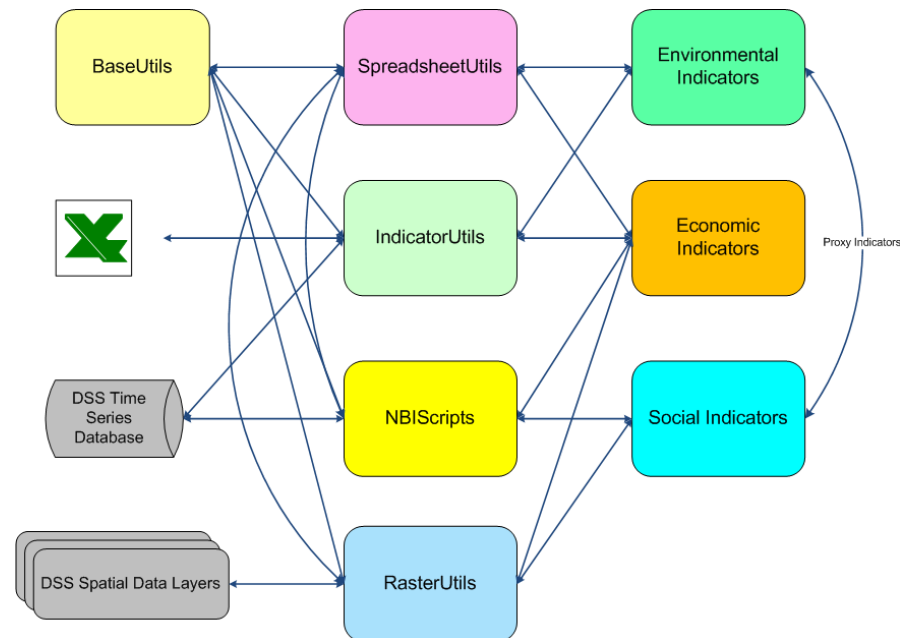 BaseUtils
SpreadsheetUtils
Environmental
Indicators
IndicatorUtils
Economic
Indicators
Proxy Indicators
DSS Time
Series
Database
NBIScripts
Social Indicators
DSS Spatial Data Layers
RasterUtils